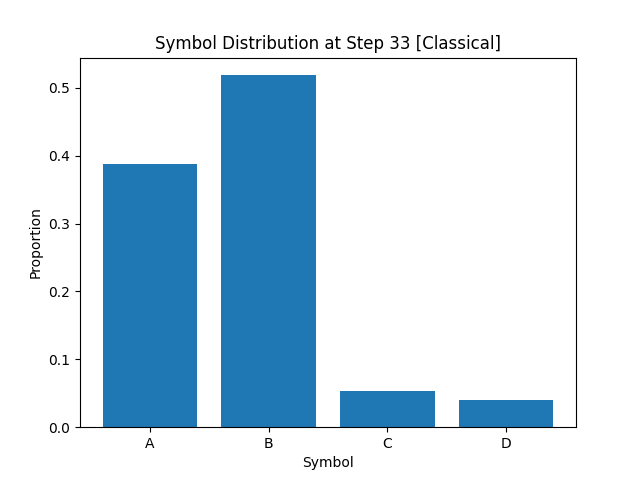 Symbol Distribution at Step 33 [Classical]
Proportion
0.5
0.4
0.3
0.2
0.1
0.0
A B C D
Symbol